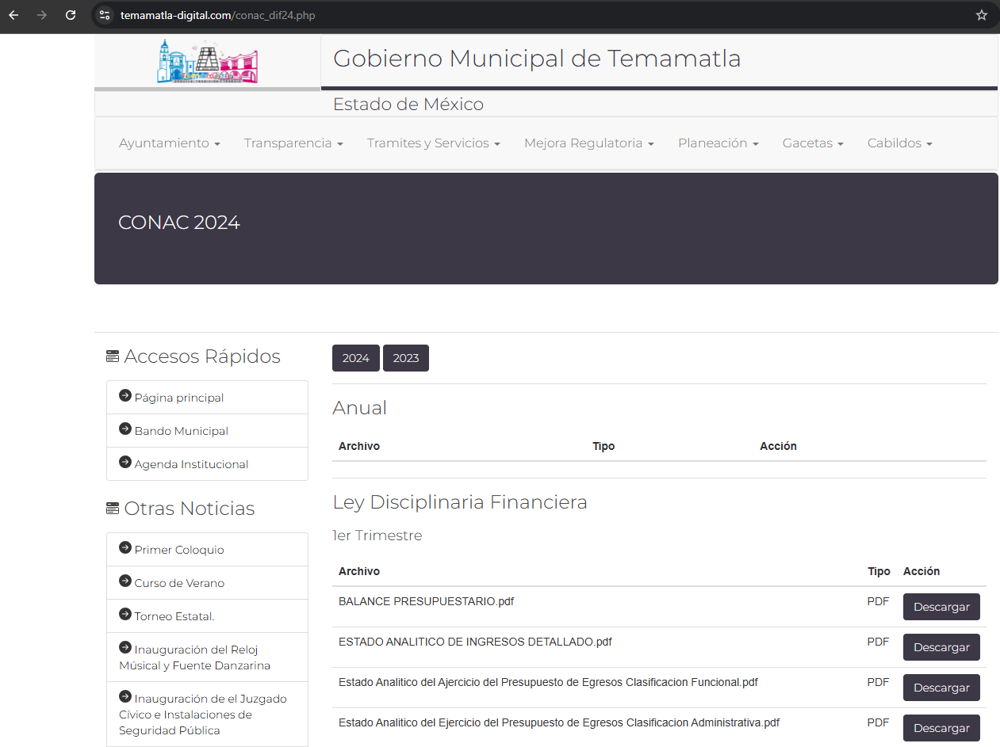 temamatla-digital.com/conac_dif24.php
Gobierno Municipal de Temamatla
Estado de México
Ayuntamiento
Transparencia
Tramites y Servicios
Mejora Regulatoria
Planeación
Gacetas
Cabildos
CONAC 2024
Accesos Rápidos
Página principal
Bando Municipal
Agenda Institucional
Otras Noticias
Primer Coloquio
Curso de Verano
Torneo Estatal.
Inauguración del Reloj
Músical y Fuente Danzarina
Inauguración de el Juzgado
Cívico e Instalaciones de
Seguridad Pública
2024 2023
Anual
Archivo Tipo Acción
Ley Disciplinaria Financiera
1er Trimestre
Archivo Tipo Acción
BALANCE PRESUPUESTARIO.pdf PDF Descargar
ESTADO ANALITICO DE INGRESOS DETALLADO.pdf PDF Descargar
Estado Analitico del Ajercicio del Presupuesto de Egresos Clasificacion Funcional.pdf PDF Descargar
Estado Analitico del Ejercicio del Presupuesto de Egresos Clasificacion Administrativa.pdf PDF Descargar